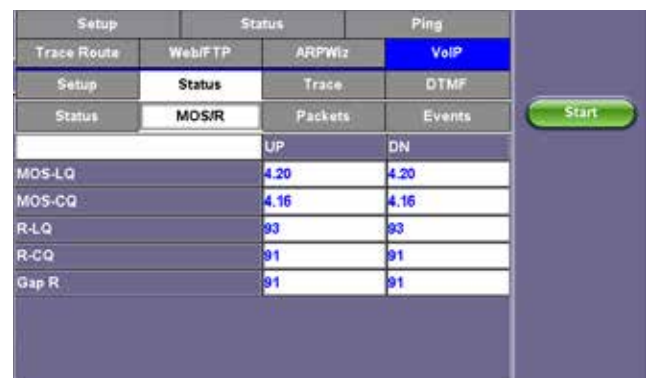 Setup Status Ping
Trace Route Web/FTP ARPWiz VoIP
Setup Status Trace DTMF
Status MOS/R Packets Events
Start
UP DN
MOS-LQ 4.20 4.20
MOS-CQ 4.16 4.16
R-LQ 93 93
R-CQ 91 91
Gap R 91 91